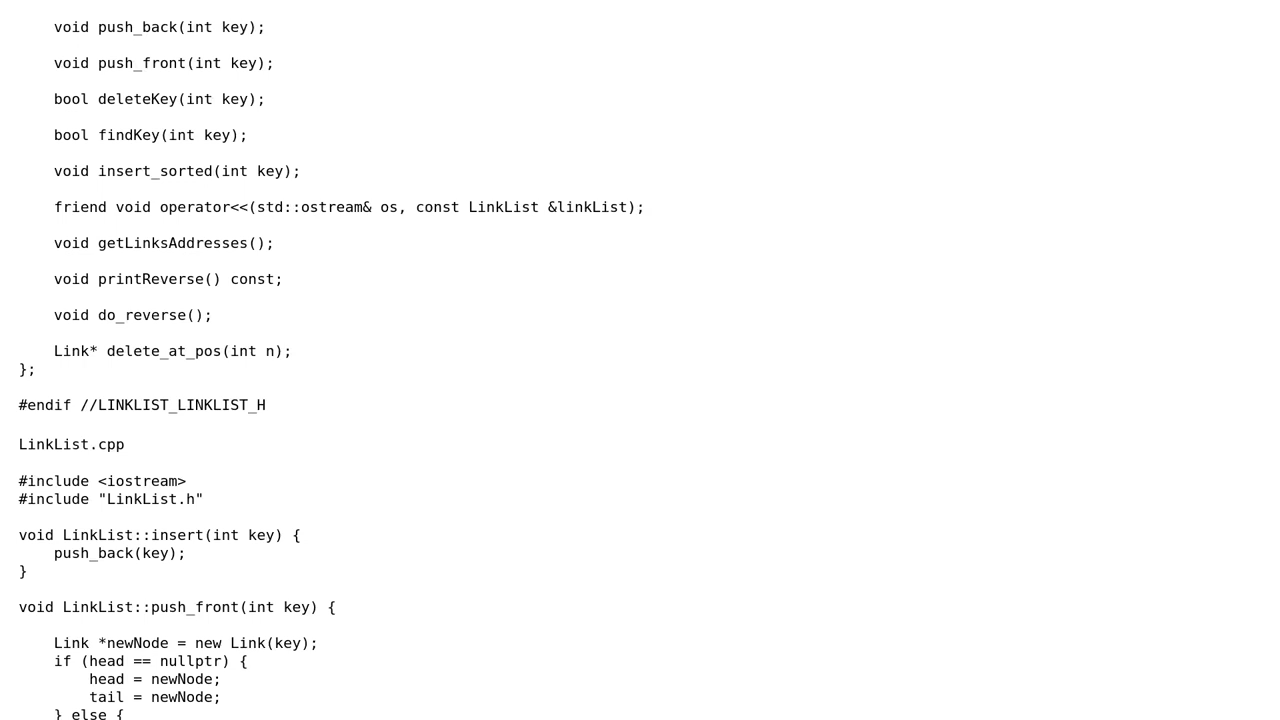 void push_back(int key);

    void push_front(int key);

    bool deleteKey(int key);

    bool findKey(int key);

    void insert_sorted(int key);

    friend void operator<<(std::ostream& os, const LinkList &linkList);

    void getLinksAddresses();

    void printReverse() const;

    void do_reverse();

    Link* delete_at_pos(int n);
};

#endif //LINKLIST_LINKLIST_H

LinkList.cpp

#include <iostream>
#include "LinkList.h"

void LinkList::insert(int key) {
    push_back(key);
}

void LinkList::push_front(int key) {

    Link *newNode = new Link(key);
    if (head == nullptr) {
        head = newNode;
        tail = newNode;
    } else {